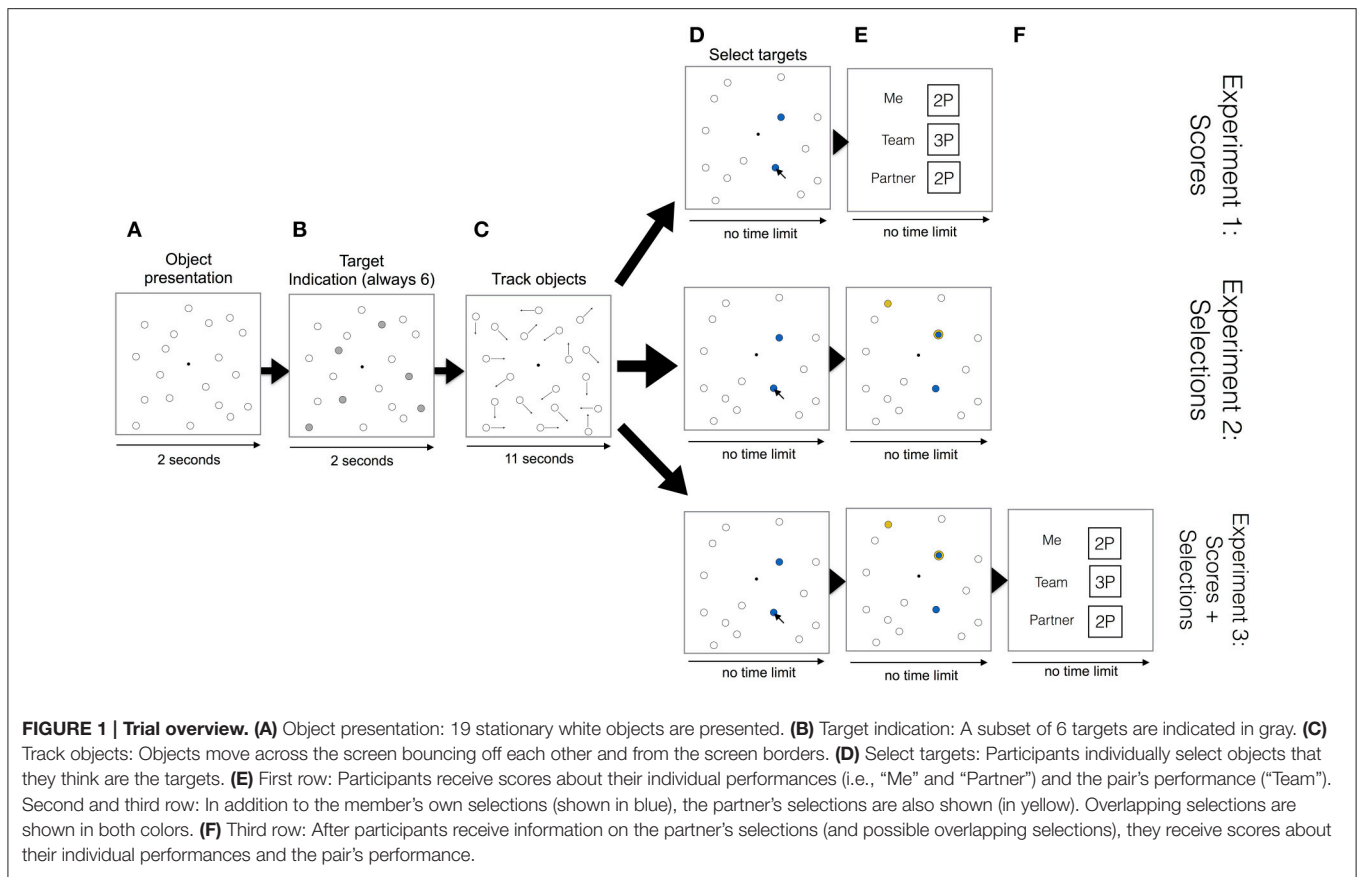 D
E
F
Select targets
Me 2P
Team 3P
Partner 2P
no time limit
no time limit
Experiment 1:
Scores
A
B
C
Object
presentation
Target
Indication (always 6)
Track objects
2 seconds
2 seconds
11 seconds
no time limit
no time limit
Experiment 2:
Selections
Me 2P
Team 3P
Partner 2P
no time limit
no time limit
no time limit
Experiment 3:
Scores +
Selections
FIGURE 1 | Trial overview. (A) Object presentation: 19 stationary white objects are presented. (B) Target indication: A subset of 6 targets are indicated in gray. (C)
Track objects: Objects move across the screen bouncing off each other and from the screen borders. (D) Select targets: Participants individually select objects that
they think are the targets. (E) First row: Participants receive scores about their individual performances (i.e., “Me” and “Partner”) and the pair’s performance (“Team”).
Second and third row: In addition to the member’s own selections (shown in blue), the partner’s selections are also shown (in yellow). Overlapping selections are
shown in both colors. (F) Third row: After participants receive information on the partner’s selections (and possible overlapping selections), they receive scores about
their individual performances and the pair’s performance.